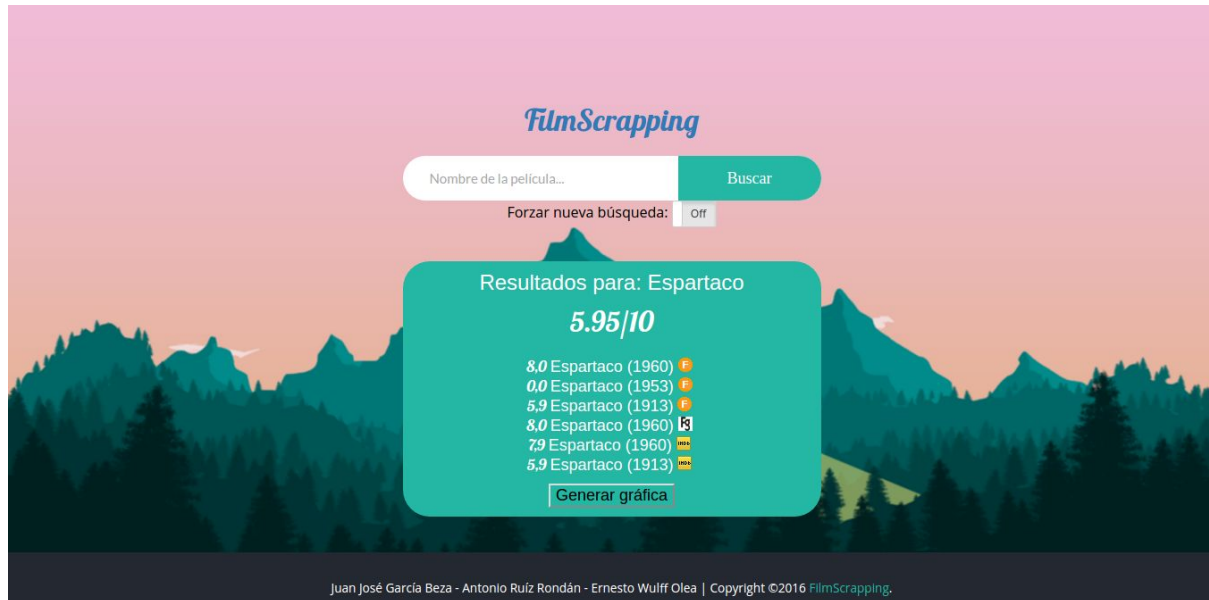 FilmScrapping
Nombre de la película... Buscar
Forzar nueva búsqueda: Off
Resultados para: Espartaco
5.95/10
8,0 Espartaco (1960) F
0,0 Espartaco (1953) F
5,9 Espartaco (1913) F
8,0 Espartaco (1960)
7,9 Espartaco (1960) IMDb
5,9 Espartaco (1913) IMDb
Generar gráfica
Juan José García Beza - Antonio Ruíz Rondán - Ernesto Wulff Olea | Copyright ©2016 FilmScrapping.